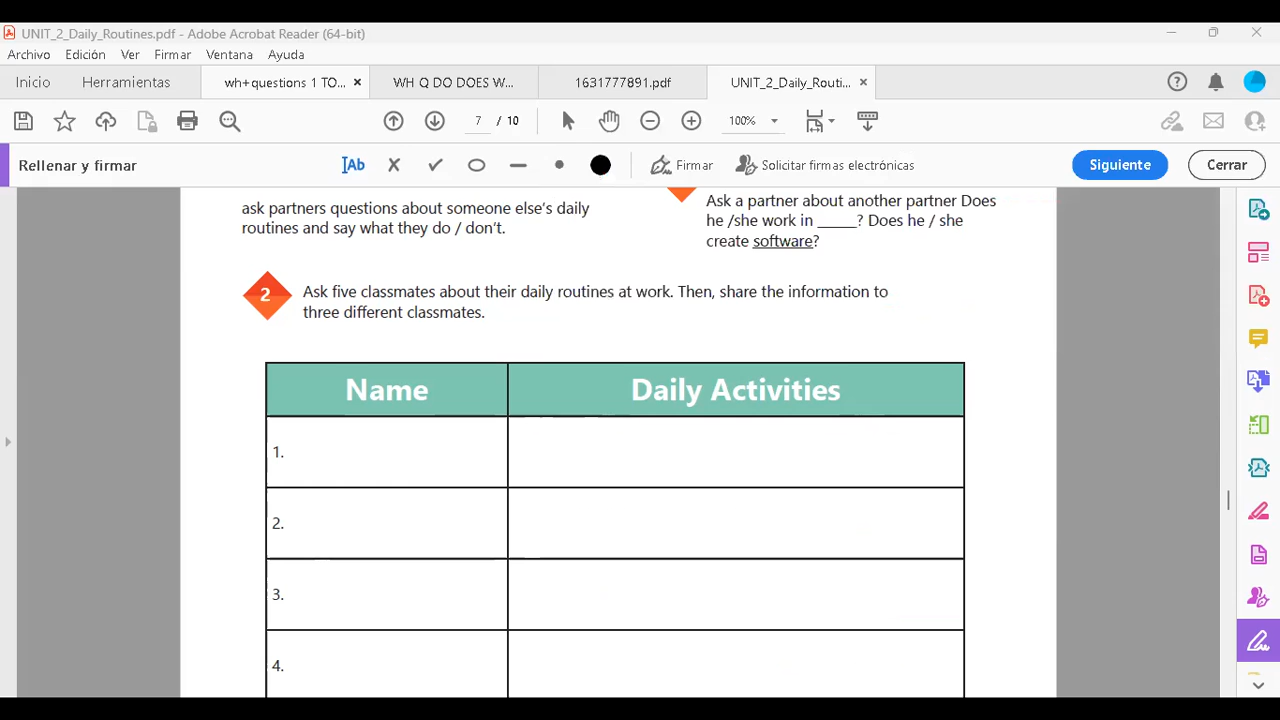 UNIT_2_Daily_Routines.pdf - Adobe Acrobat Reader (64-bit)
Archivo Edición Ver Firmar Ventana Ayuda
Inicio Herramientas wh+questions 1 TO... × WH Q DO DOES W... 1631777891.pdf UNIT_2_Daily_Routi... ×
7 / 10 100%
Rellenar y firmar Ab Firmar Solicitar firmas electrónicas Siguiente Cerrar
ask partners questions about someone else's daily
routines and say what they do / don't.
Ask a partner about another partner Does
he /she work in _____? Does he / she
create software?
2 Ask five classmates about their daily routines at work. Then, share the information to
three different classmates.
Name Daily Activities
1.
2.
3.
4.